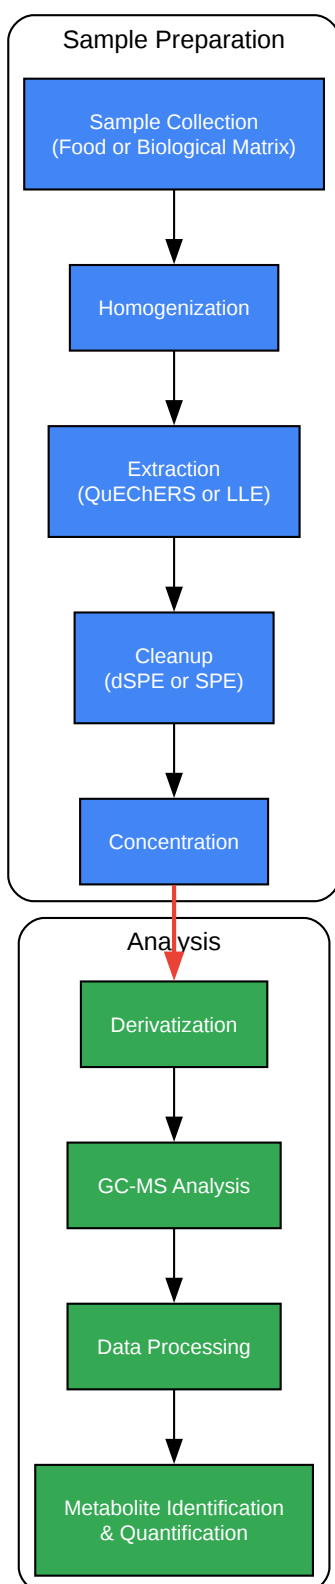 Sample Preparation
Sample Collection
(Food or Biological Matrix)
Homogenization
Extraction
(QuEChERS or LLE)
Cleanup
(dSPE or SPE)
Concentration
Analysis
Derivatization
GC-MS Analysis
Data Processing
Metabolite Identification
& Quantification